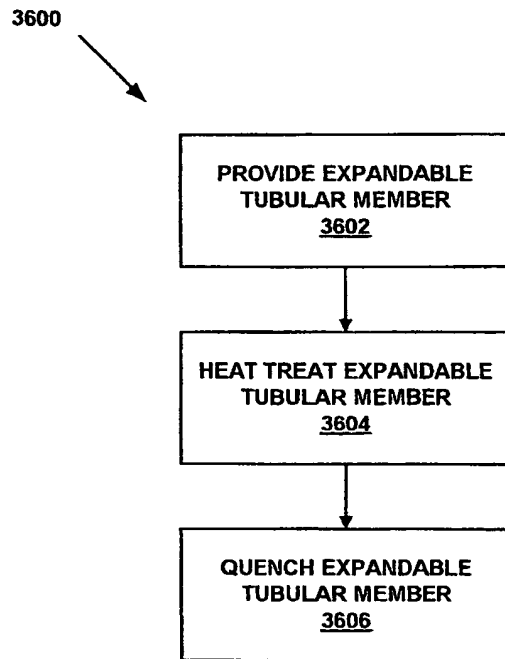 3600
PROVIDE EXPANDABLE
TUBULAR MEMBER
3602
HEAT TREAT EXPANDABLE
TUBULAR MEMBER
3604
QUENCH EXPANDABLE
TUBULAR MEMBER
3606